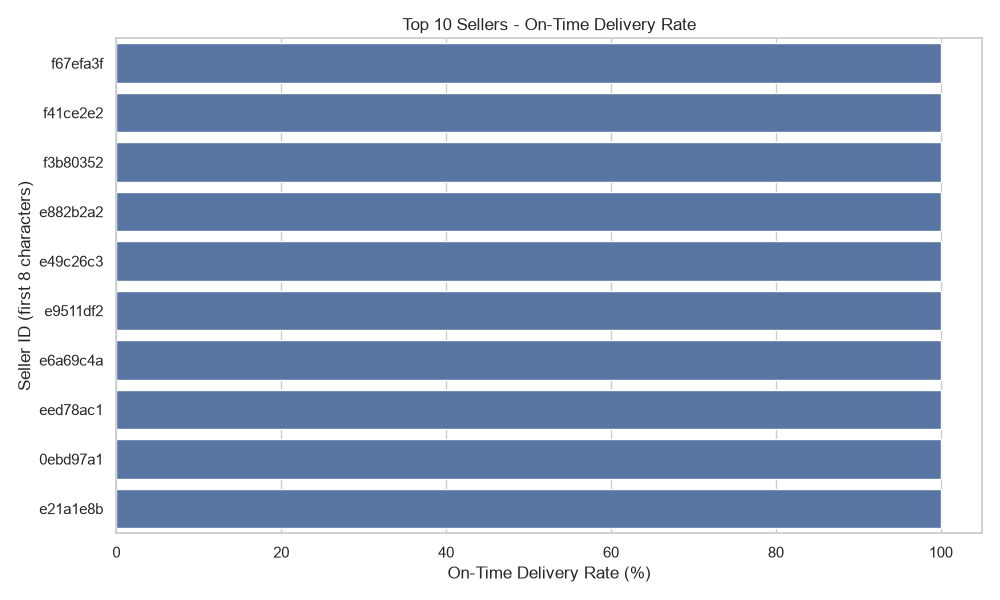 Top 10 Sellers - On-Time Delivery Rate
Seller ID (first 8 characters)
f67efa3f
f41ce2e2
f3b80352
e882b2a2
e49c26c3
e9511df2
e6a69c4a
eed78ac1
0ebd97a1
e21a1e8b
0 20 40 60 80 100
On-Time Delivery Rate (%)